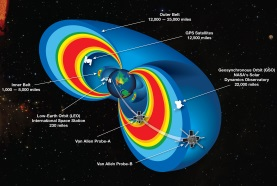 Outer Belt
12,000 – 25,000 miles
GPS Satellites
12,500 miles
Geosynchronous Orbit (GSO)
NASA's Solar
Dynamics Observatory
22,000 miles
Inner Belt
1,000 – 8,000 miles
Low-Earth Orbit (LEO)
International Space Station
230 miles
Van Allen Probe-A
Van Allen Probe-B